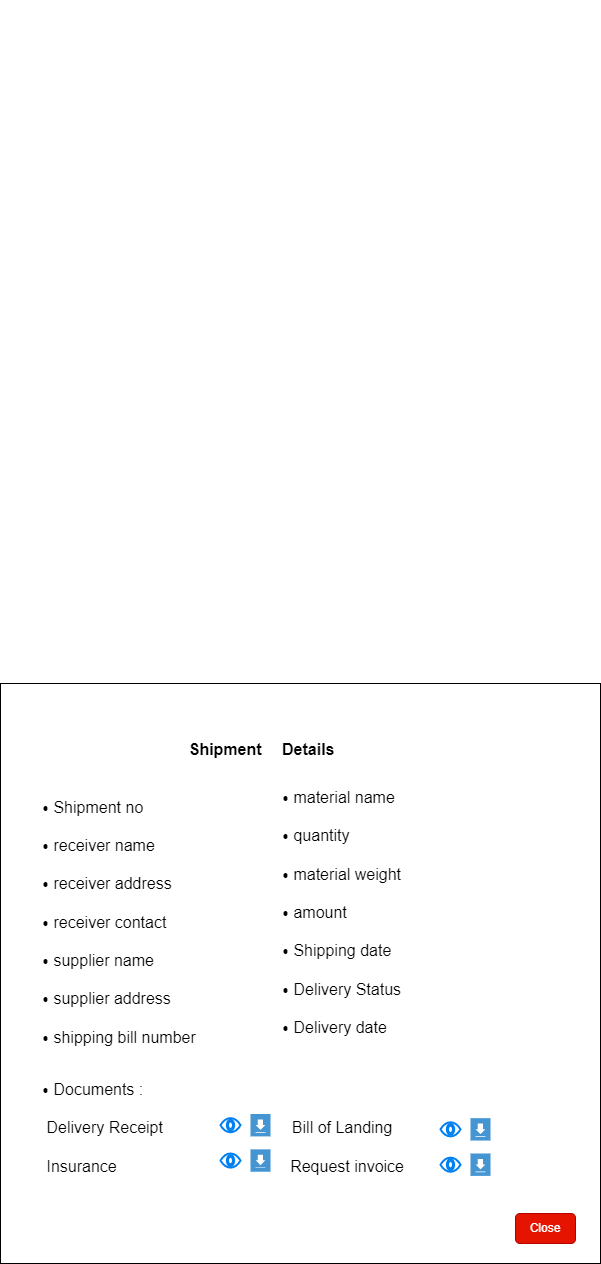 Shipment Details
• Shipment no
• receiver name
• receiver address
• receiver contact
• supplier name
• supplier address
• shipping bill number
• material name
• quantity
• material weight
• amount
• Shipping date
• Delivery Status
• Delivery date
• Documents :
Delivery Receipt
Bill of Landing
Insurance
Request invoice
Close